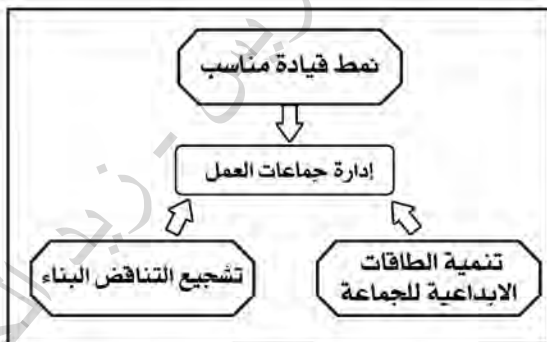 نمط قيادة مناسب
إدارة جماعات العمل
تنمية الطاقات
الابداعية للجماعة
تشجيع التناقض البناء